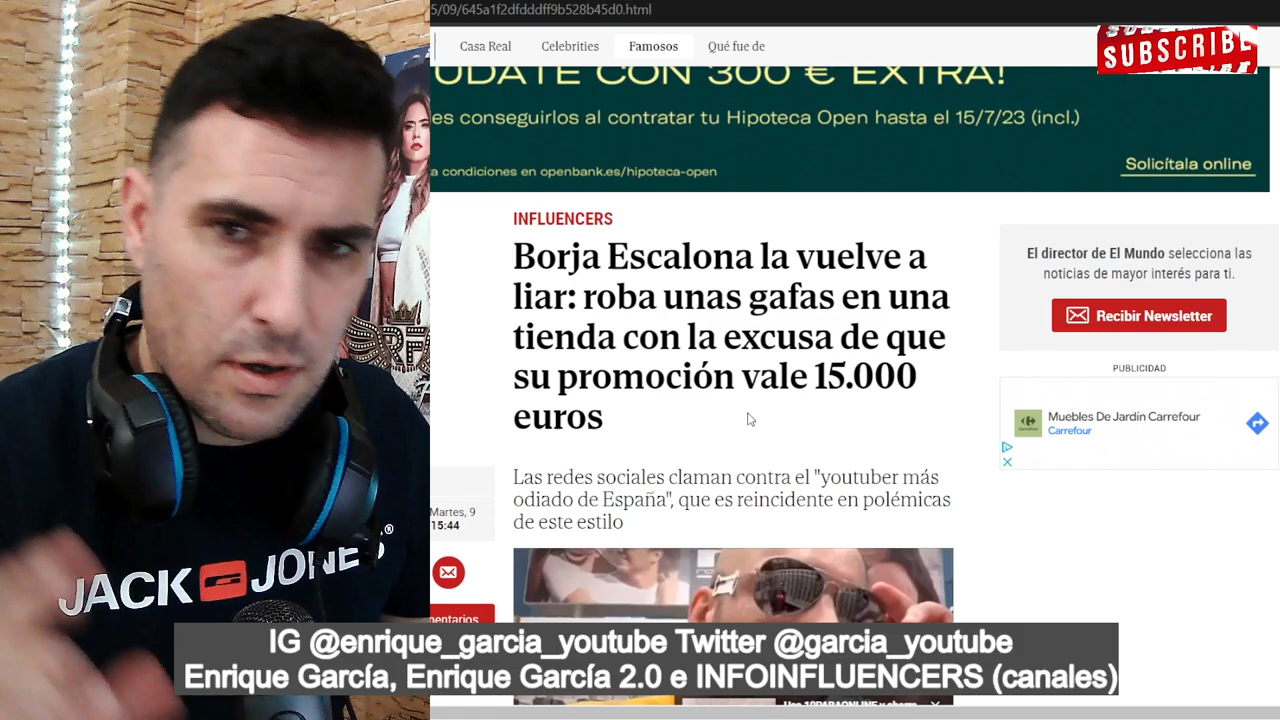 5/09/645a1f2dfdddff9b528b45d0.html
Casa Real Celebrities Famosos Qué fue de
SUBSCRIBE
UDATE CON 300 € EXTRA!
es conseguirlos al contratar tu Hipoteca Open hasta el 15/7/23 (incl.)
a condiciones en openbank.es/hipoteca-open
Solicítala online
INFLUENCERS
Borja Escalona la vuelve a
liar: roba unas gafas en una
tienda con la excusa de que
su promoción vale 15.000
euros
Las redes sociales claman contra el "youtuber más
odiado de España", que es reincidente en polémicas
de este estilo
Martes, 9
15:44
mentarios
El director de El Mundo selecciona las
noticias de mayor interés para ti.
Recibir Newsletter
PUBLICIDAD
Muebles De Jardín Carrefour
Carrefour
JACK JONES®
RFA
IG @enrique_garcia_youtube Twitter @garcia_youtube
Enrique García, Enrique García 2.0 e INFOINFLUENCERS (canales)